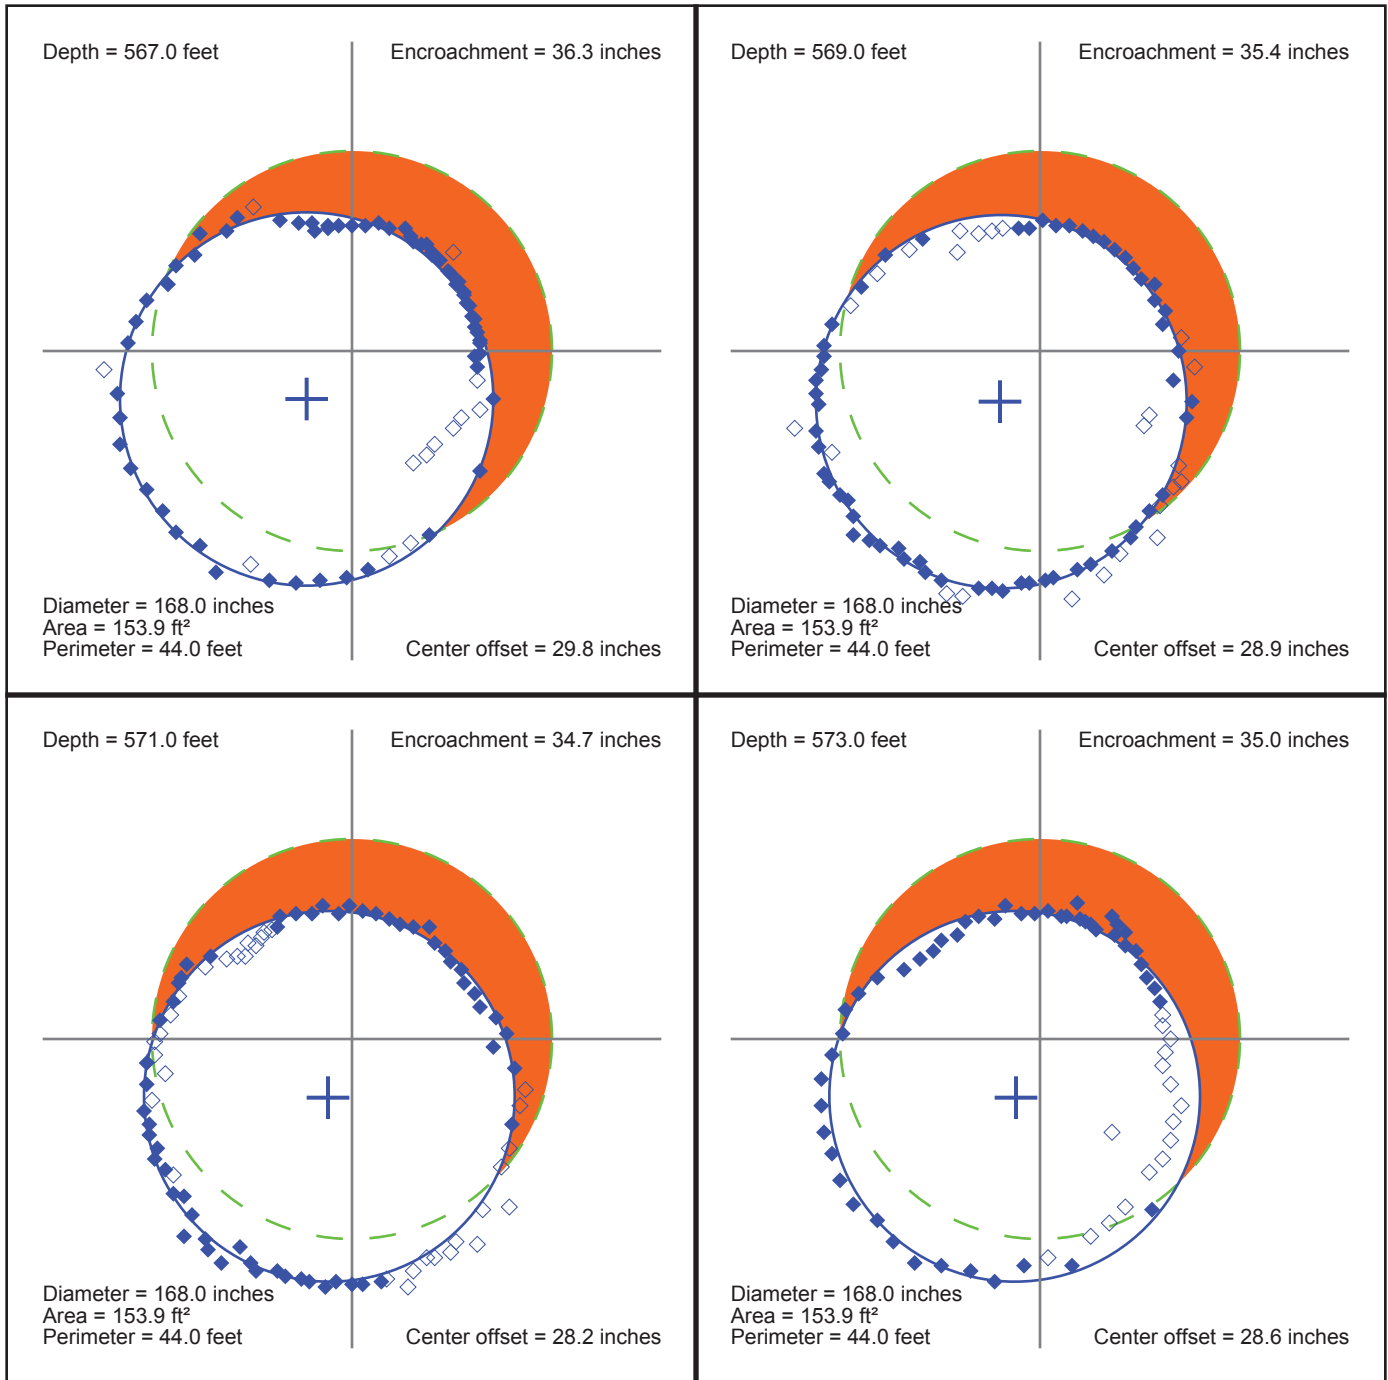 Depth = 567.0 feet
Encroachment = 36.3 inches
Diameter = 168.0 inches
Area = 153.9 ft²
Perimeter = 44.0 feet
Center offset = 29.8 inches
Depth = 569.0 feet
Encroachment = 35.4 inches
Diameter = 168.0 inches
Area = 153.9 ft²
Perimeter = 44.0 feet
Center offset = 28.9 inches
Depth = 571.0 feet
Encroachment = 34.7 inches
Diameter = 168.0 inches
Area = 153.9 ft²
Perimeter = 44.0 feet
Center offset = 28.2 inches
Depth = 573.0 feet
Encroachment = 35.0 inches
Diameter = 168.0 inches
Area = 153.9 ft²
Perimeter = 44.0 feet
Center offset = 28.6 inches